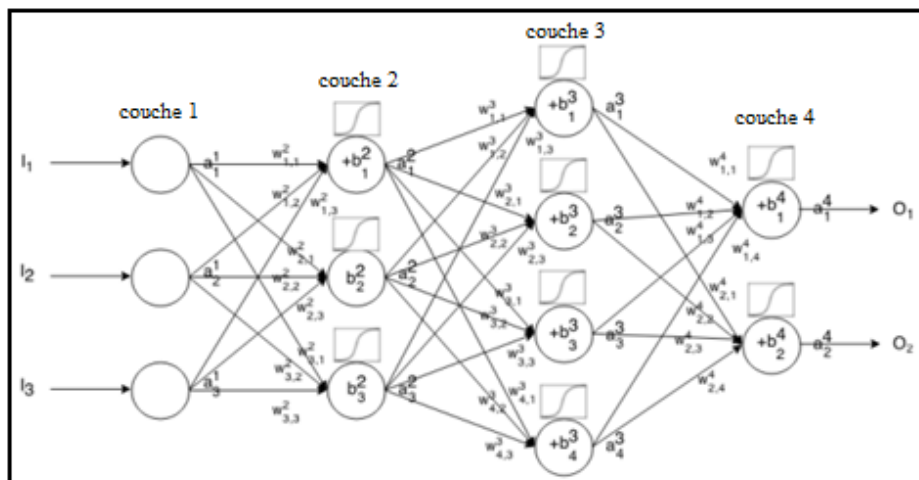 couche 1
couche 2
couche 3
couche 4
I₁
I₂
I₃
a¹₁
a¹₂
a¹₃
w²₁,₁
w²₁,₂
w²₁,₃
w²₂,₁
w²₂,₂
w²₂,₃
w²₃,₁
w²₃,₂
w²₃,₃
+b²₁
b²₂
b²₃
a²₁
a²₂
a²₃
w³₁,₁
w³₁,₂
w³₁,₃
w³₂,₁
w³₂,₂
w³₂,₃
w³₃,₁
w³₃,₂
w³₃,₃
w³₄,₁
w³₄,₂
w³₄,₃
+b³₁
+b³₂
+b³₃
+b³₄
a³₁
a³₂
a³₃
a³₄
w⁴₁,₁
w⁴₁,₂
w⁴₁,₃
w⁴₁,₄
w⁴₂,₁
w⁴₂,₂
w⁴₂,₃
w⁴₂,₄
+b⁴₁
+b⁴₂
a⁴₁
a⁴₂
O₁
O₂